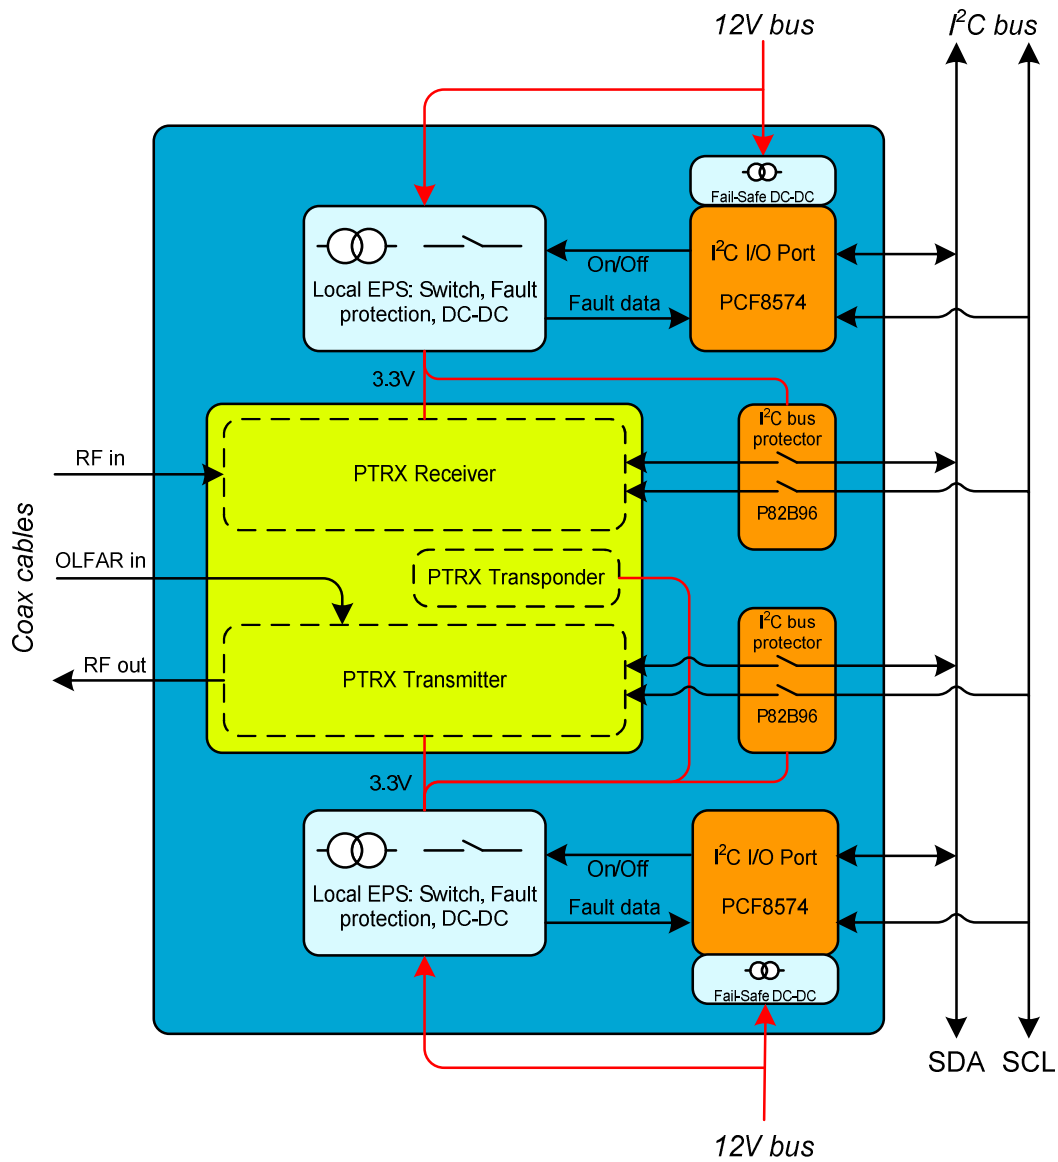 12V bus
I²C bus
Fail-Safe DC-DC
I²C I/O Port
PCF8574
On/Off
Fault data
Local EPS: Switch, Fault
protection, DC-DC
3.3V
I²C bus
protector
P82B96
RF in
PTRX Receiver
Coax cables
OLFAR in
PTRX Transponder
I²C bus
protector
P82B96
RF out
PTRX Transmitter
3.3V
Local EPS: Switch, Fault
protection, DC-DC
On/Off
Fault data
I²C I/O Port
PCF8574
Fail-Safe DC-DC
SDA
SCL
12V bus